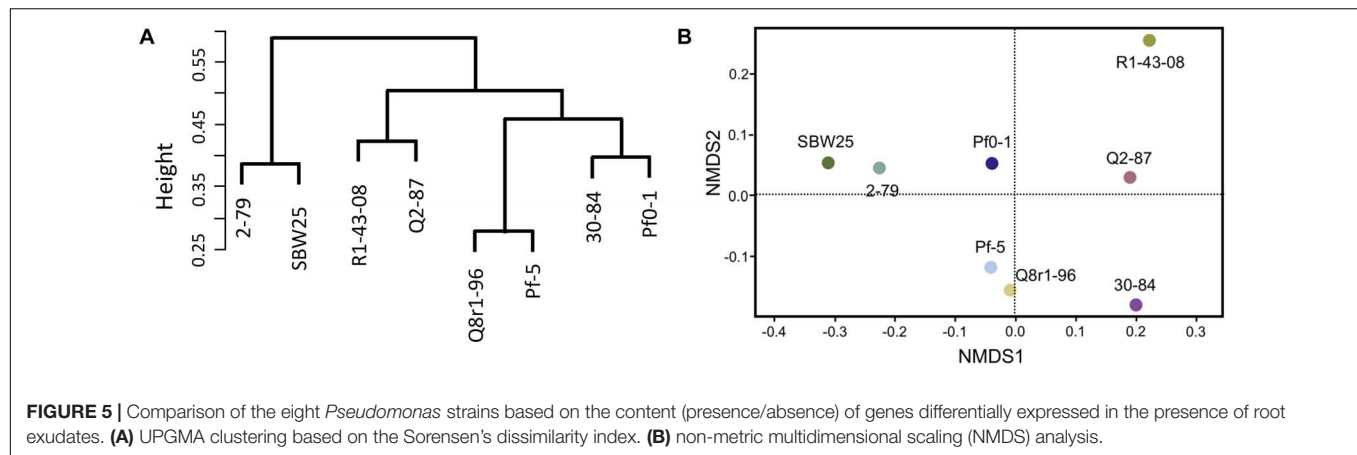 A
Height
0.55
0.45
0.35
0.25
2-79
SBW25
R1-43-08
Q2-87
Q8r1-96
Pf-5
30-84
Pf0-1
B
NMDS2
0.2
0.1
0.0
-0.1
R1-43-08
SBW25
2-79
Pf0-1
Q2-87
Pf-5
Q8r1-96
30-84
-0.4 -0.3 -0.2 -0.1 0.0 0.1 0.2 0.3
NMDS1
FIGURE 5 | Comparison of the eight Pseudomonas strains based on the content (presence/absence) of genes differentially expressed in the presence of root
exudates. (A) UPGMA clustering based on the Sorensen's dissimilarity index. (B) non-metric multidimensional scaling (NMDS) analysis.